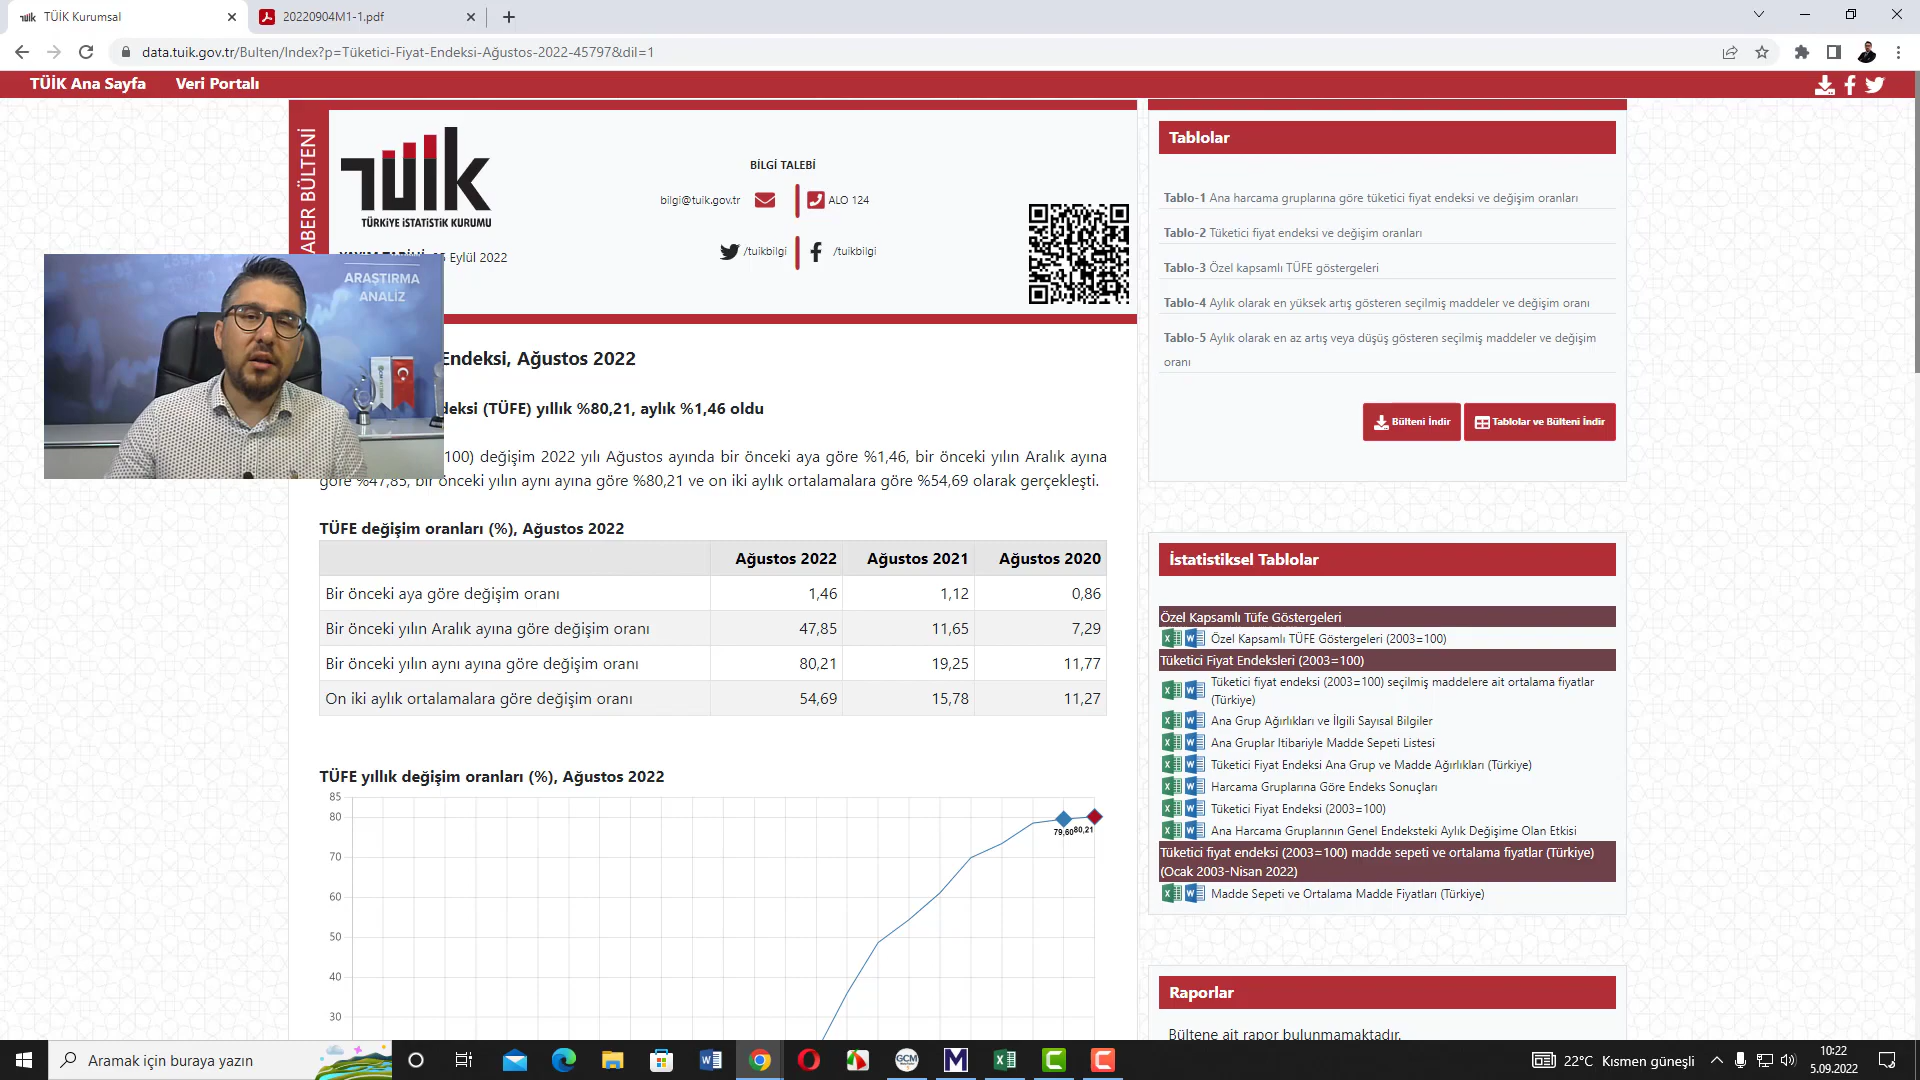 TÜİK Kurumsal
20220904M1-1.pdf
data.tuik.gov.tr/Bulten/Index?p=Tüketici-Fiyat-Endeksi-Ağustos-2022-45797&dil=1
TÜİK Ana Sayfa
Veri Portalı
ABER BÜLTENİ
TÜİK
TÜRKİYE İSTATİSTİK KURUMU
Eylül 2022
BİLGİ TALEBİ
bilgi@tuik.gov.tr
ALO 124
/tuikbilgi
/tuikbilgi
ARAŞTIRMA
ANALİZ
Endeksi, Ağustos 2022
deksi (TÜFE) yıllık %80,21, aylık %1,46 oldu
100) değişim 2022 yılı Ağustos ayında bir önceki aya göre %1,46, bir önceki yılın Aralık ayına
göre %47,85, bir önceki yılın aynı ayına göre %80,21 ve on iki aylık ortalamalara göre %54,69 olarak gerçekleşti.
TÜFE değişim oranları (%), Ağustos 2022
Ağustos 2022 Ağustos 2021 Ağustos 2020
Bir önceki aya göre değişim oranı 1,46 1,12 0,86
Bir önceki yılın Aralık ayına göre değişim oranı 47,85 11,65 7,29
Bir önceki yılın aynı ayına göre değişim oranı 80,21 19,25 11,77
On iki aylık ortalamalara göre değişim oranı 54,69 15,78 11,27
TÜFE yıllık değişim oranları (%), Ağustos 2022
85
80
70
60
50
40
30
79,60
80,21
Tablolar
Tablo-1 Ana harcama gruplarına göre tüketici fiyat endeksi ve değişim oranları
Tablo-2 Tüketici fiyat endeksi ve değişim oranları
Tablo-3 Özel kapsamlı TÜFE göstergeleri
Tablo-4 Aylık olarak en yüksek artış gösteren seçilmiş maddeler ve değişim oranı
Tablo-5 Aylık olarak en az artış veya düşüş gösteren seçilmiş maddeler ve değişim
oranı
Bülteni İndir
Tablolar ve Bülteni İndir
İstatistiksel Tablolar
Özel Kapsamlı Tüfe Göstergeleri
Özel Kapsamlı TÜFE Göstergeleri (2003=100)
Tüketici Fiyat Endeksleri (2003=100)
Tüketici fiyat endeksi (2003=100) seçilmiş maddelere ait ortalama fiyatlar
(Türkiye)
Ana Grup Ağırlıkları ve İlgili Sayısal Bilgiler
Ana Gruplar Itibariyle Madde Sepeti Listesi
Tüketici Fiyat Endeksi Ana Grup ve Madde Ağırlıkları (Türkiye)
Harcama Gruplarına Göre Endeks Sonuçları
Tüketici Fiyat Endeksi (2003=100)
Ana Harcama Gruplarının Genel Endeksteki Aylık Değişime Olan Etkisi
Tüketici fiyat endeksi (2003=100) madde sepeti ve ortalama fiyatlar (Türkiye)
(Ocak 2003-Nisan 2022)
Madde Sepeti ve Ortalama Madde Fiyatları (Türkiye)
Raporlar
Bültene ait rapor bulunmamaktadır.
Aramak için buraya yazın
GCM
22°C Kısmen güneşli
10:22
5.09.2022